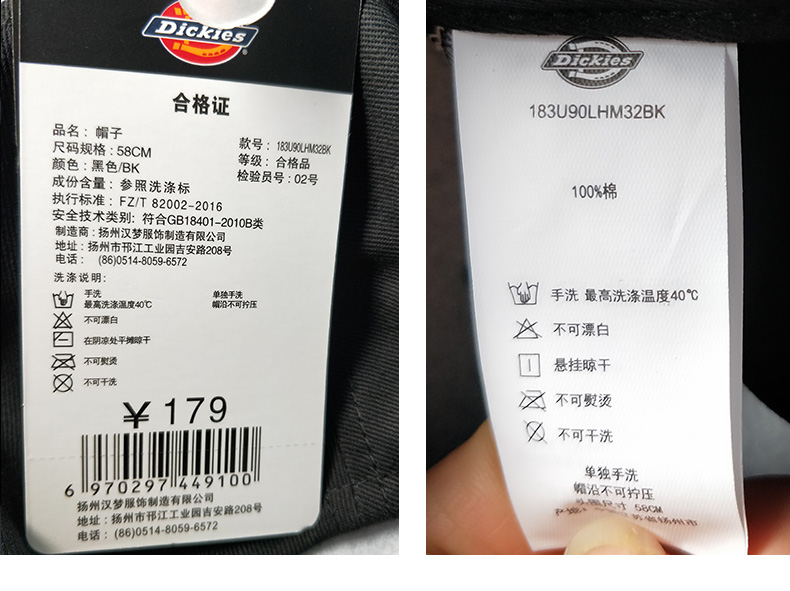 Dickies
合格证
品名：帽子
尺码规格：58CM
款号：183U90LHM32BK
颜色：黑色/BK
等级：合格品
成份含量：参照洗涤标
检验员号：02号
执行标准：FZ/T 82002-2016
安全技术类别: 符合GB18401-2010B类
制造商：扬州汉梦服饰制造有限公司
地址：扬州市邗江工业园吉安路208号
电话： (86)0514-8059-6572
洗涤说明：
手洗
最高洗涤温度40℃
单独手洗
帽沿不可拧压
不可漂白
在阴凉处平摊晾干
不可熨烫
不可干洗
¥ 179
6 970297 449100
扬州汉梦服饰制造有限公司
地址：扬州市邗江工业园吉安路208号
电话： (86)0514-8059-6572
Dickies
183U90LHM32BK
100%棉
手洗 最高洗涤温度40℃
不可漂白
悬挂晾干
不可熨烫
不可干洗
单独手洗
帽沿不可拧压
尺寸 58CM
扬州市